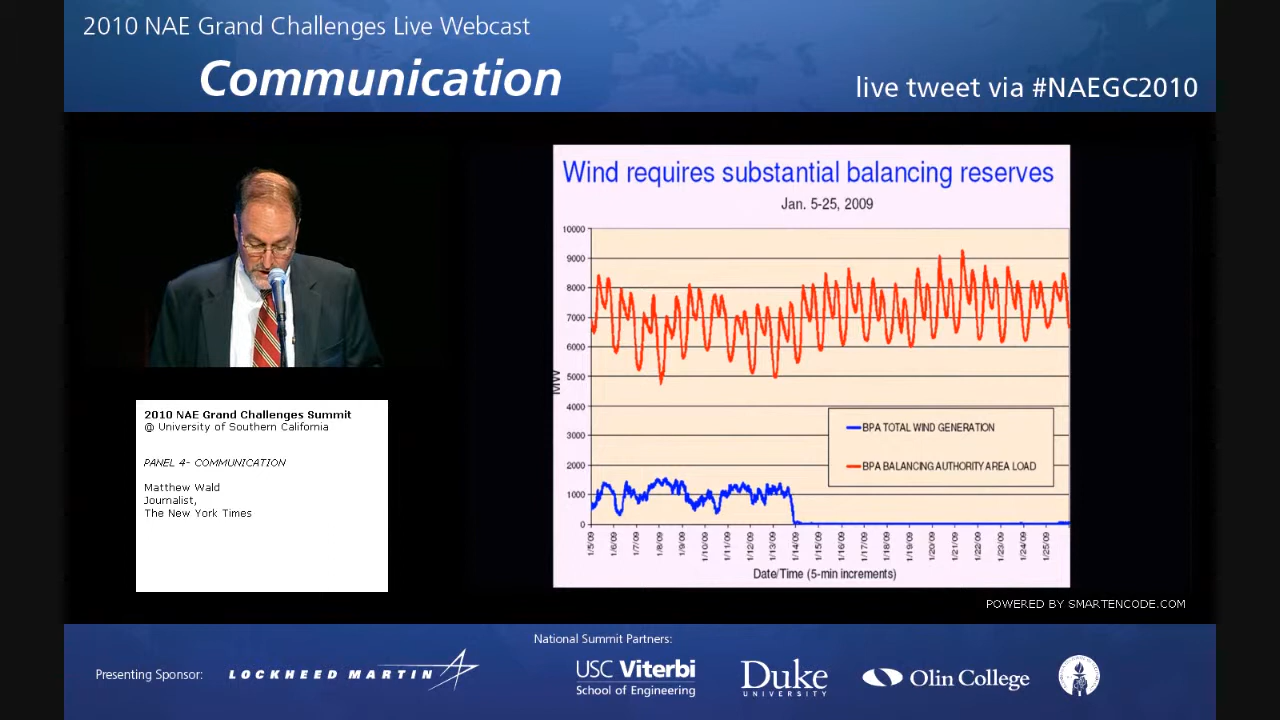 2010 NAE Grand Challenges Live Webcast
Communication
live tweet via #NAEGC2010
Wind requires substantial balancing reserves
Jan. 5-25, 2009
10000
9000
8000
7000
6000
5000
4000
3000
2000
1000
0
MW
BPA TOTAL WIND GENERATION
BPA BALANCING AUTHORITY AREA LOAD
1/5/09
1/6/09
1/7/09
1/8/09
1/9/09
1/10/09
1/11/09
1/12/09
1/13/09
1/14/09
1/15/09
1/16/09
1/17/09
1/18/09
1/19/09
1/20/09
1/21/09
1/22/09
1/23/09
1/24/09
1/25/09
Date/Time (5-min increments)
2010 NAE Grand Challenges Summit
@ University of Southern California
PANEL 4- COMMUNICATION
Matthew Wald
Journalist,
The New York Times
POWERED BY SMARTENCODE.COM
National Summit Partners:
Presenting Sponsor:
LOCKHEED MARTIN
USC Viterbi
School of Engineering
Duke
UNIVERSITY
Olin College